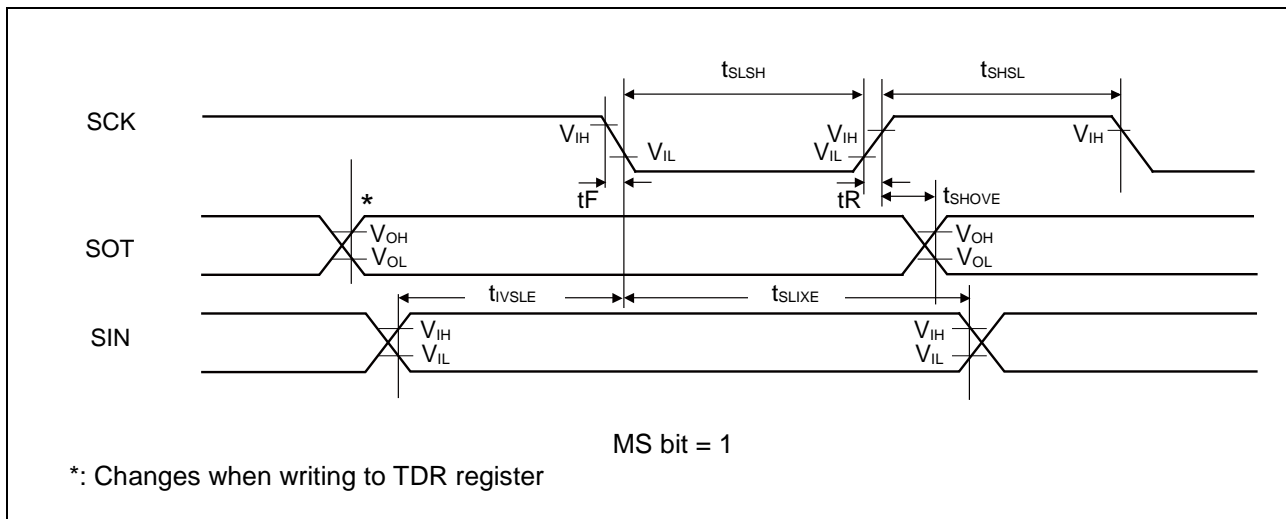 tSLSH tSHSL
SCK VIH VIL VIH VIL VIH
tF tR tSHOVE
*
SOT VOH VOL VOH VOL
tIVSLE tSLIXE
SIN VIH VIL VIH VIL
MS bit = 1
*: Changes when writing to TDR register